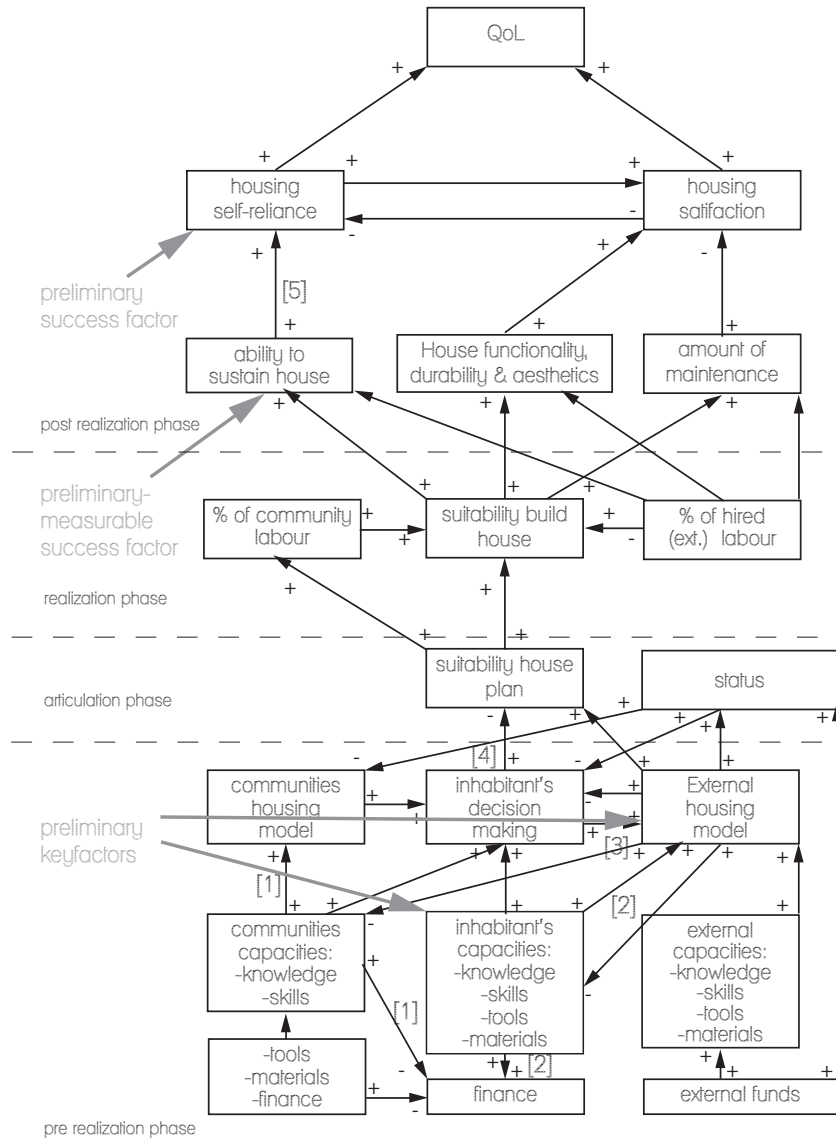 QoL
housing
self-reliance
housing
satifaction
preliminary
success factor
[5]
ability to
sustain house
House functionality,
durability & aesthetics
amount of
maintenance
post realization phase
preliminary-
measurable
success factor
% of community
labour
suitability build
house
% of hired
(ext.) labour
realization phase
suitability house
plan
status
articulation phase
[4]
communities
housing
model
inhabitant's
decision
making
External
housing
model
preliminary
keyfactors
[3]
[1]
[2]
communities
capacities:
-knowledge
-skills
inhabitant's
capacities:
-knowledge
-skills
-tools
-materials
external
capacities:
-knowledge
-skills
-tools
-materials
[1]
-tools
-materials
-finance
[2]
finance
external funds
pre realization phase